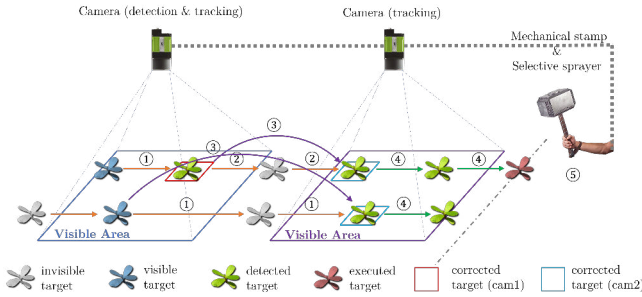 Camera (detection & tracking)
Camera (tracking)
Mechanical stamp
&
Selective sprayer
③
③
① ② ② ④ ④
⑤
① ① ④
Visible Area
Visible Area
invisible
target
visible
target
detected
target
executed
target
corrected
target (cam1)
corrected
target (cam2)